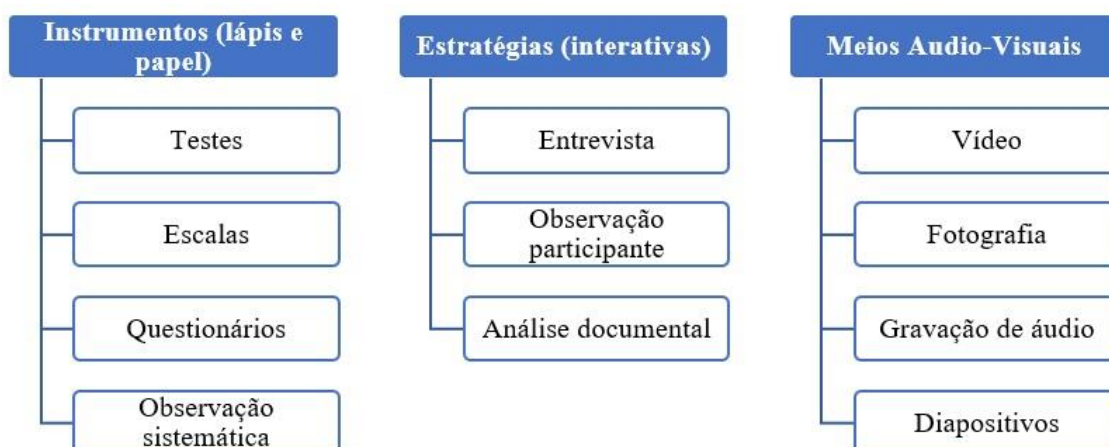 Instrumentos (lápis e
papel)
Testes
Escalas
Questionários
Observação
sistemática
Estratégias (interativas)
Entrevista
Observação
participante
Análise documental
Meios Audio-Visuais
Vídeo
Fotografia
Gravação de áudio
Diapositivos